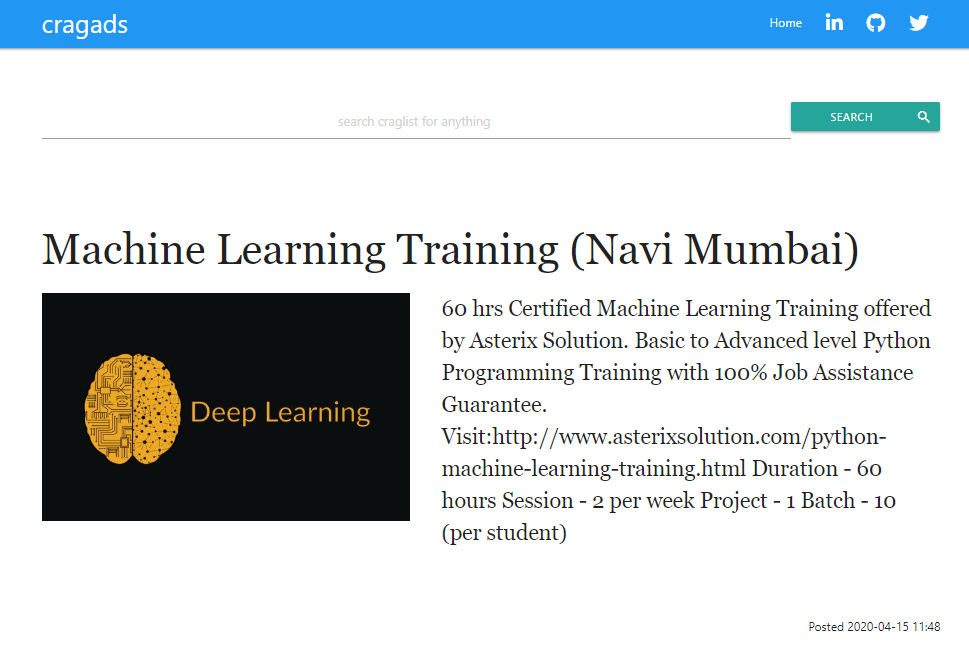 cragads
Home
search craglist for anything
SEARCH
Machine Learning Training (Navi Mumbai)
Deep Learning
60 hrs Certified Machine Learning Training offered
by Asterix Solution. Basic to Advanced level Python
Programming Training with 100% Job Assistance
Guarantee.
Visit:http://www.asterixsolution.com/python-
machine-learning-training.html Duration - 60
hours Session - 2 per week Project - 1 Batch - 10
(per student)
Posted 2020-04-15 11:48